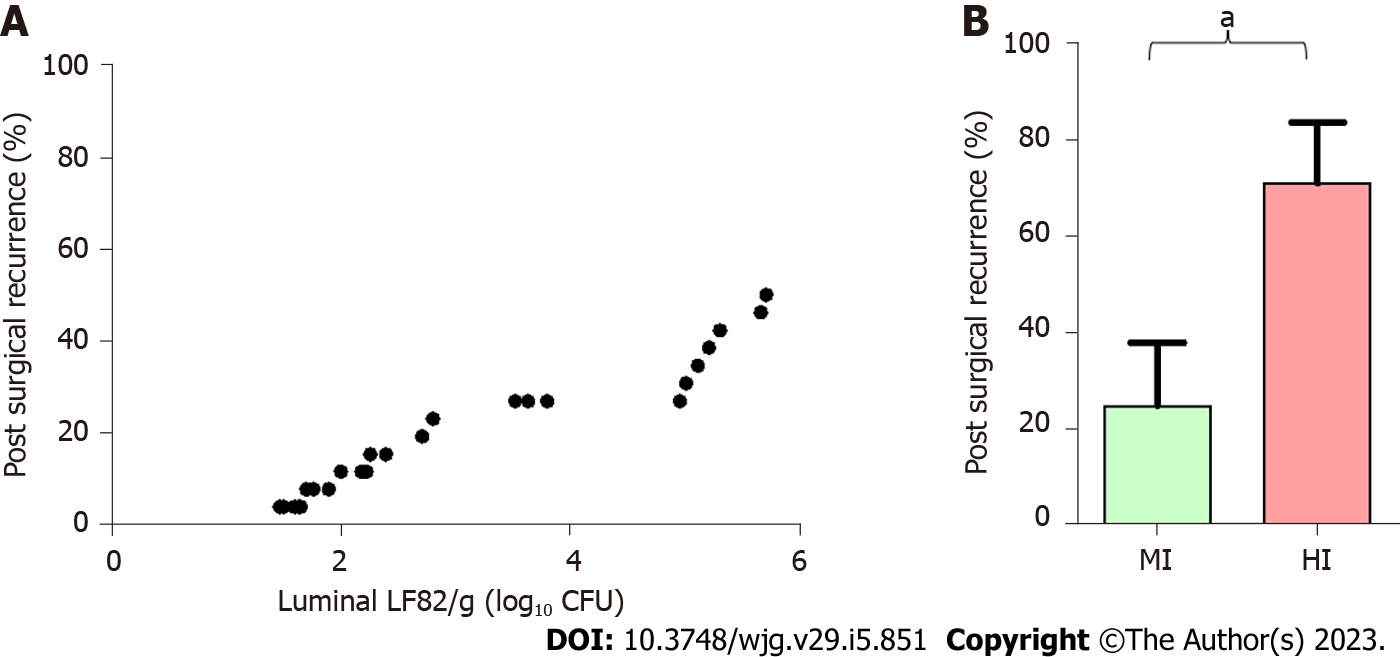 A
Post surgical recurrence (%)
100
80
60
40
20
0
0 2 4 6
Luminal LF82/g (log₁₀ CFU)
B
a
Post surgical recurrence (%)
100
80
60
40
20
0
MI HI
DOI: 10.3748/wjg.v29.i5.851 Copyright ©The Author(s) 2023.